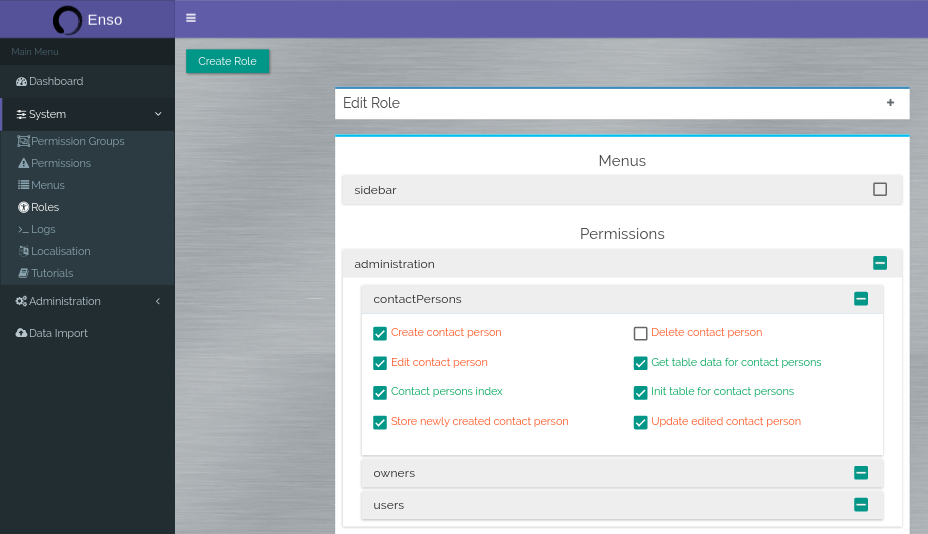 Enso
Main Menu
Dashboard
System
Permission Groups
Permissions
Menus
Roles
Logs
Localisation
Tutorials
Administration
Data Import
Create Role
Edit Role
Menus
sidebar
Permissions
administration
contactPersons
Create contact person
Delete contact person
Edit contact person
Get table data for contact persons
Contact persons index
Init table for contact persons
Store newly created contact person
Update edited contact person
owners
users